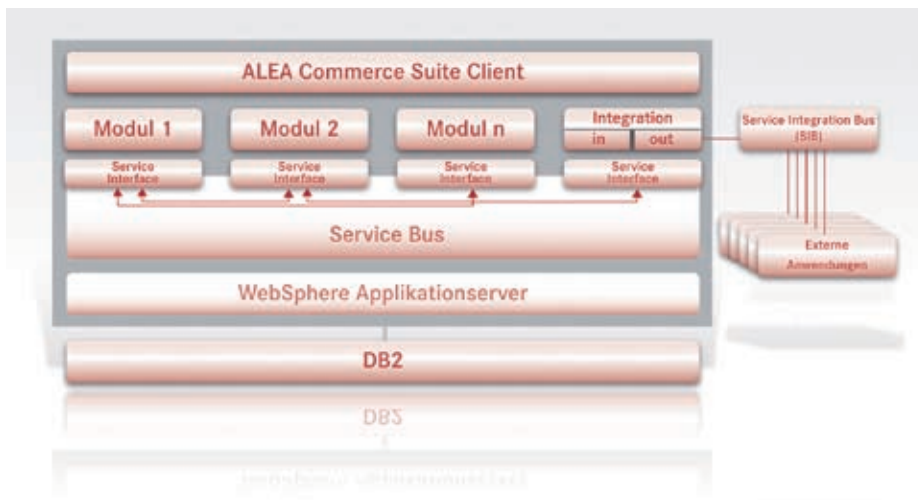 ALEA Commerce Suite Client
Modul 1
Modul 2
Modul n
Integration
in
out
Service Integration Bus
(SIB)
Service
Interface
Service
Interface
Service
Interface
Service
Interface
Service Bus
Externe
Anwendungen
WebSphere Applikationserver
DB2
DB2